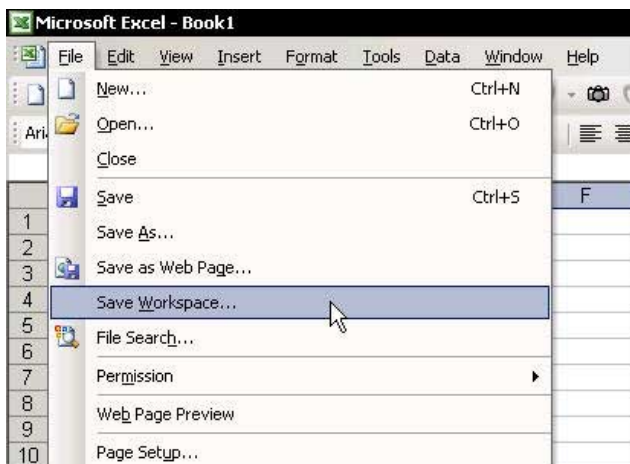 Microsoft Excel - Book1
File Edit View Insert Format Tools Data Window Help
New... Ctrl+N
Open... Ctrl+O
Ari
Close
Save Ctrl+S
F
1
Save As...
2
3
Save as Web Page...
4
Save Workspace...
5
File Search...
6
7
Permission
8
Web Page Preview
9
10
Page Setup...